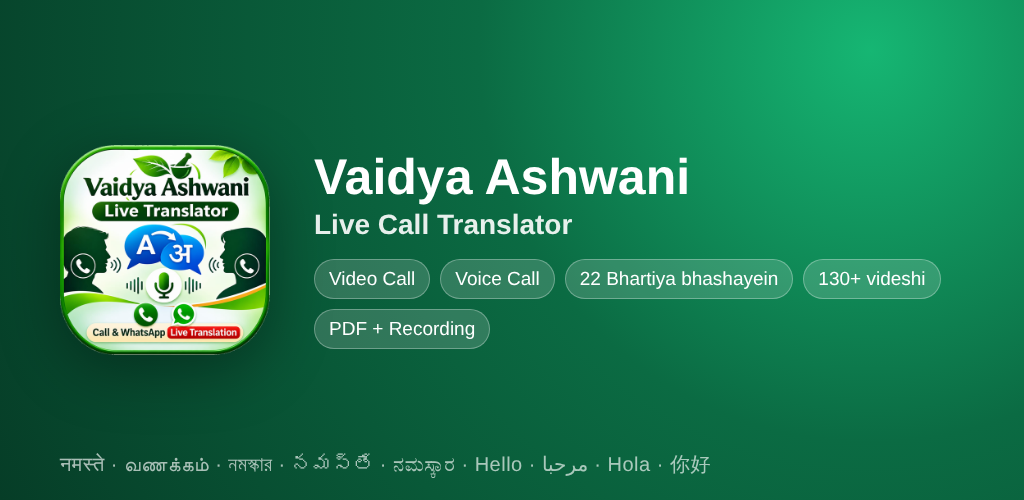 Vaidya Ashwani
Live Translator
A अ
Call & WhatsApp Live Translation
Vaidya Ashwani
Live Call Translator
Video Call Voice Call 22 Bhartiya bhashayein 130+ videshi
PDF + Recording
नमस्ते · வணக்கம் · নমস্কার · నమస్తే · ನಮಸ್ಕಾರ · Hello · مرحبا · Hola · 你好